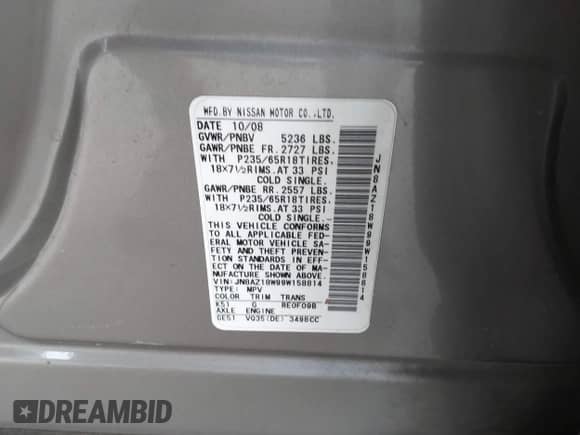 MFD.BY NISSAN MOTOR CO.,LTD.
DATE 10/08
GVWR/PNBV 5236 LBS.
GAWR/PNBE FR. 2727 LBS.
WITH P235/65R18TIRES.
18×7½RIMS.AT 33 PSI
COLD SINGLE.
GAWR/PNBE RR. 2557 LBS.
WITH P235/65R18TIRES.
18×7½RIMS.AT 33 PSI
COLD SINGLE.
THIS VEHICLE CONFORMS
TO ALL APPLICABLE FED-
ERAL MOTOR VEHICLE SA-
FETY AND THEFT PREVEN-
TION STANDARDS IN EFF-
ECT ON THE DATE OF MA-
NUFACTURE SHOWN ABOVE.
VIN:JN8AZ18W99W158814
TYPE: MPV
COLOR TRIM TRANS
K51 G RE0F09B
AXLE ENGINE
GE51 VQ35(DE) 3498CC
JN8AZ18W99W158814
DREAMBID